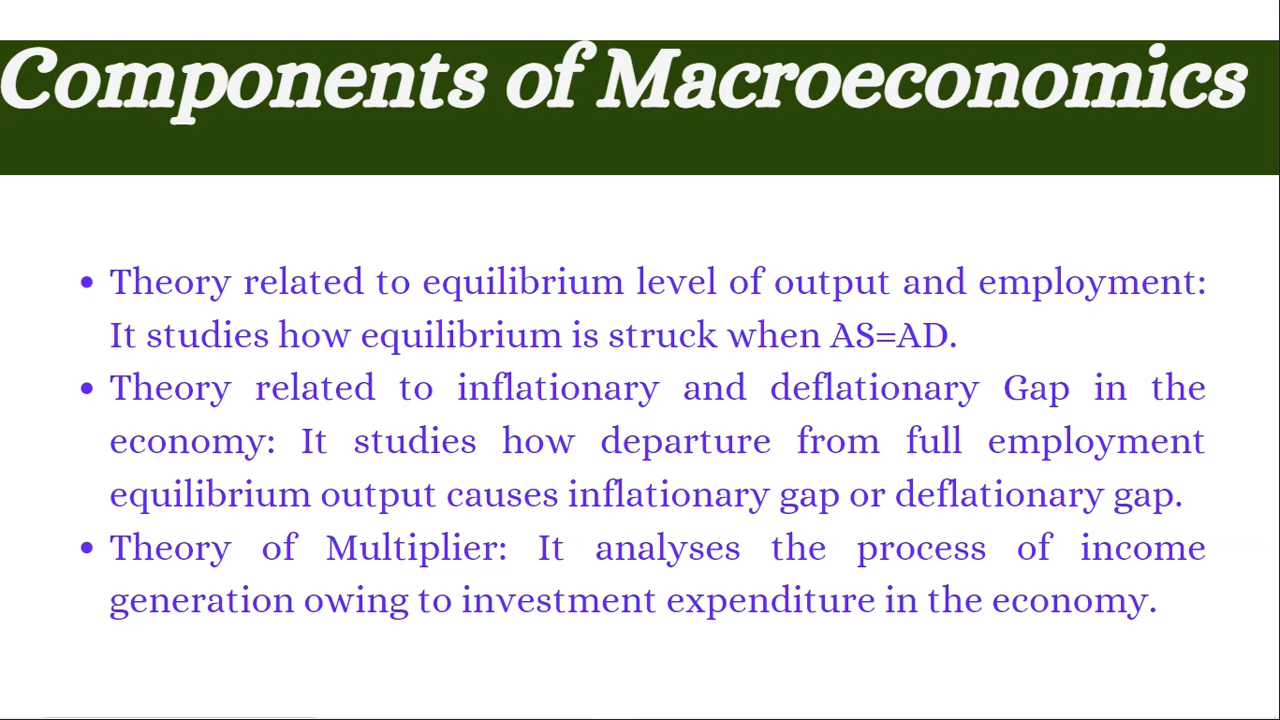 Components of Macroeconomics
• Theory related to equilibrium level of output and employment:
It studies how equilibrium is struck when AS=AD.
• Theory related to inflationary and deflationary Gap in the
economy: It studies how departure from full employment
equilibrium output causes inflationary gap or deflationary gap.
• Theory of Multiplier: It analyses the process of income
generation owing to investment expenditure in the economy.